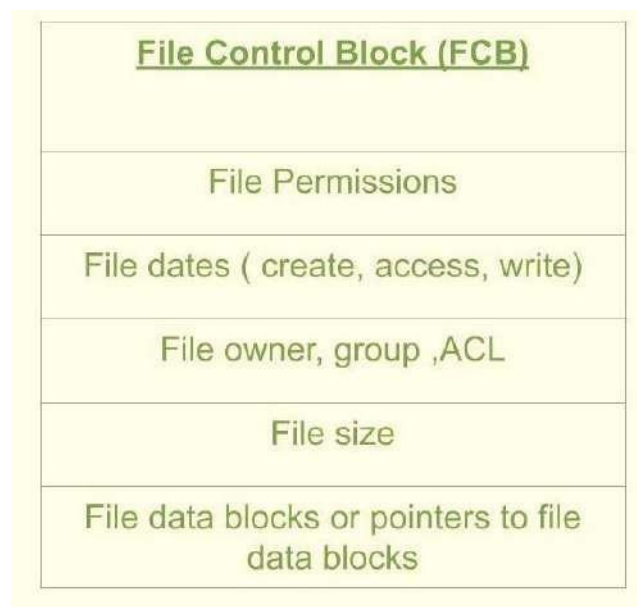 File Control Block (FCB)
File Permissions
File dates ( create, access, write)
File owner, group ,ACL
File size
File data blocks or pointers to file
data blocks